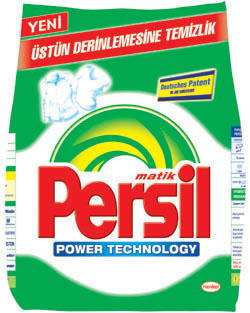 YENİ
ÜSTÜN DERİNLEMESİNE TEMİZLİK
Deutsches Patent
matik
Persil
POWER TECHNOLOGY
Henkel